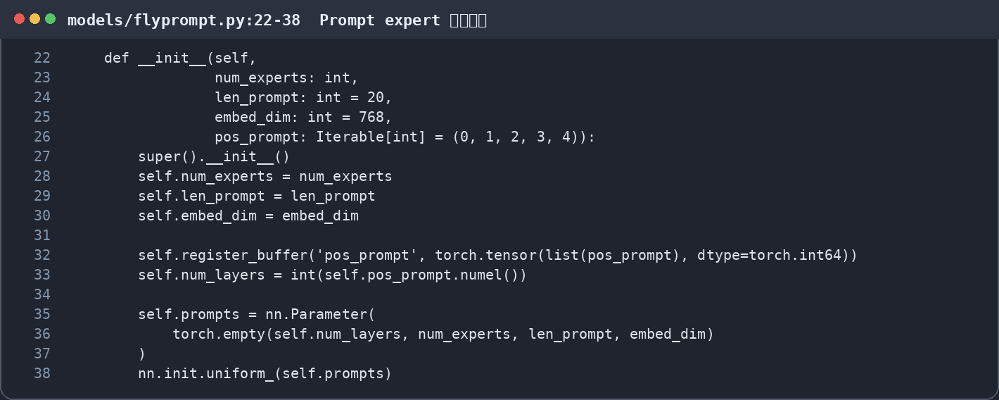 models/flyprompt.py:22-38  Prompt expert
22      def __init__(self,
23                   num_experts: int,
24                   len_prompt: int = 20,
25                   embed_dim: int = 768,
26                   pos_prompt: Iterable[int] = (0, 1, 2, 3, 4)):
27          super().__init__()
28          self.num_experts = num_experts
29          self.len_prompt = len_prompt
30          self.embed_dim = embed_dim
31
32          self.register_buffer('pos_prompt', torch.tensor(list(pos_prompt), dtype=torch.int64))
33          self.num_layers = int(self.pos_prompt.numel())
34
35          self.prompts = nn.Parameter(
36              torch.empty(self.num_layers, num_experts, len_prompt, embed_dim)
37          )
38          nn.init.uniform_(self.prompts)